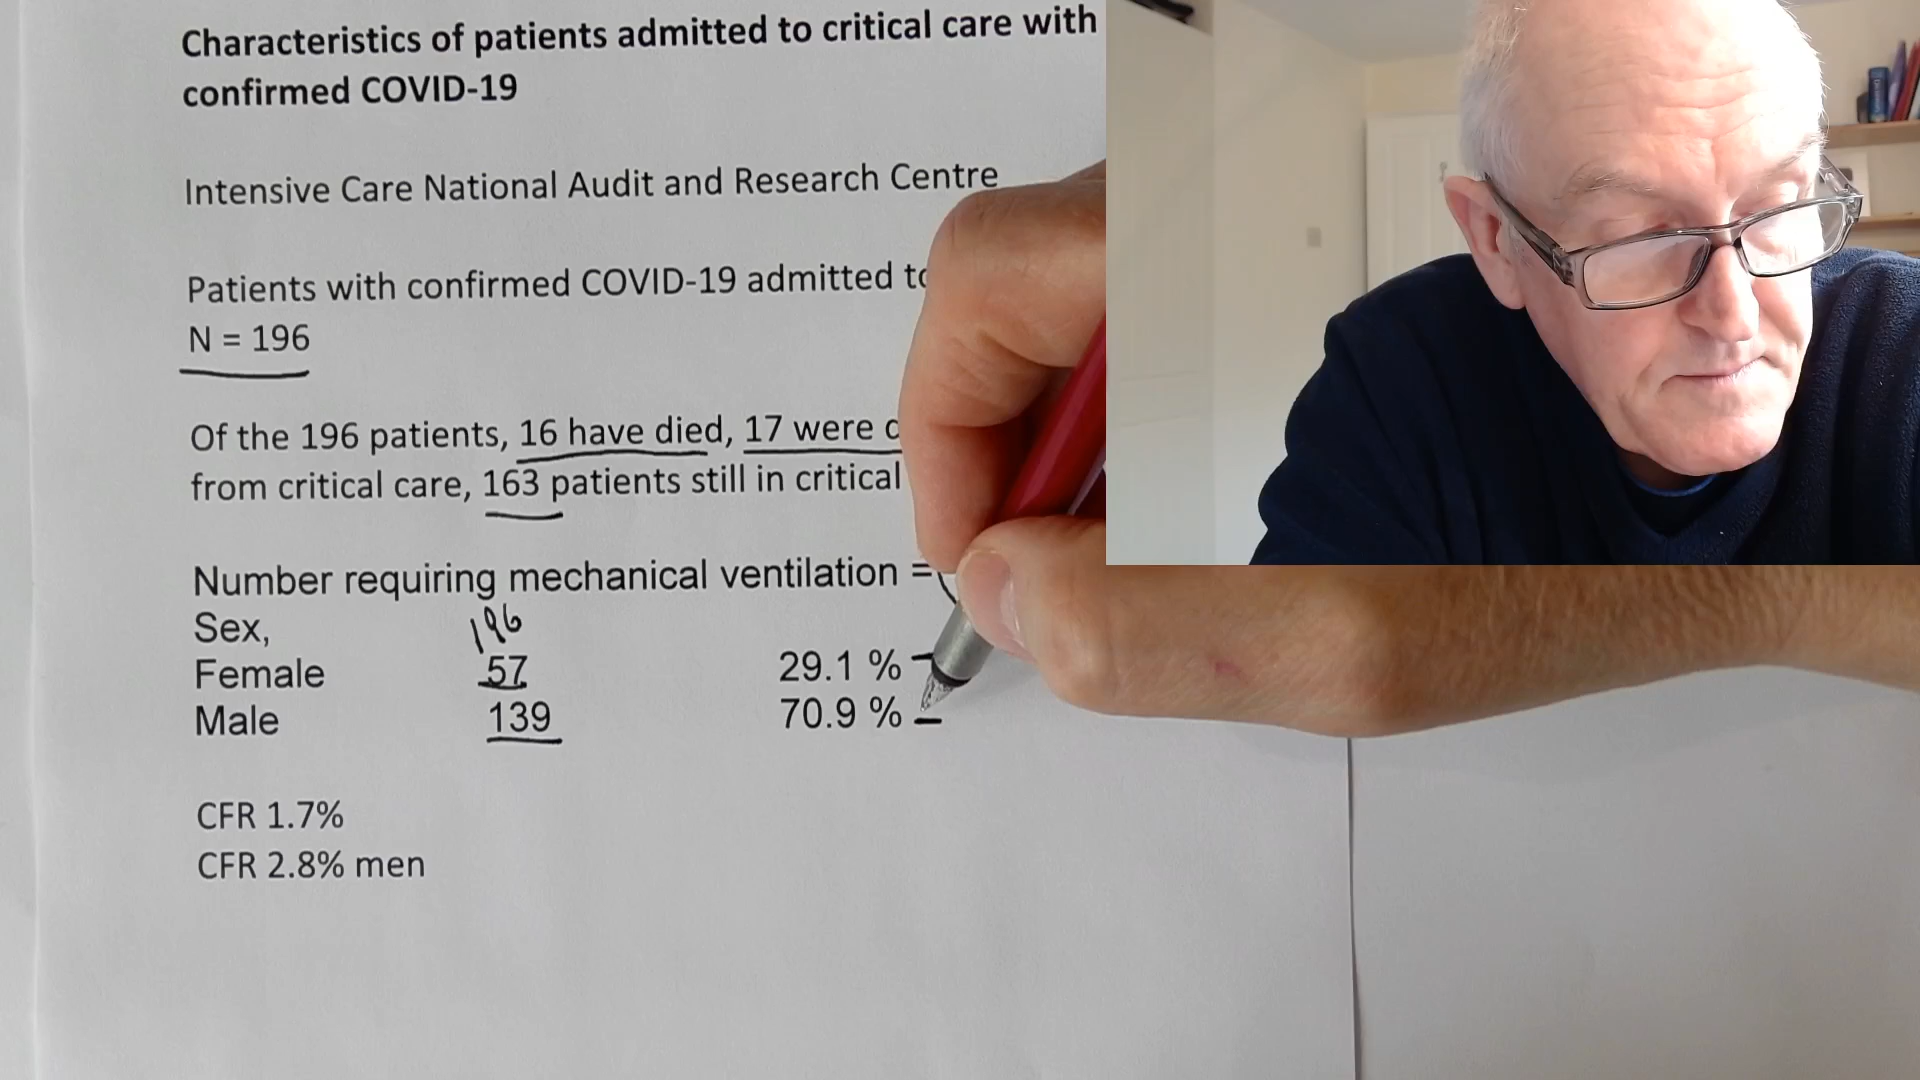 Characteristics of patients admitted to critical care with
confirmed COVID-19
Intensive Care National Audit and Research Centre
Patients with confirmed COVID-19 admitted
N = 196
Of the 196 patients, 16 have died, 17 were
from critical care, 163 patients still in critical
Number requiring mechanical ventilation =
Sex, 196
Female 57 29.1 %
Male 139 70.9 %
CFR 1.7%
CFR 2.8% men